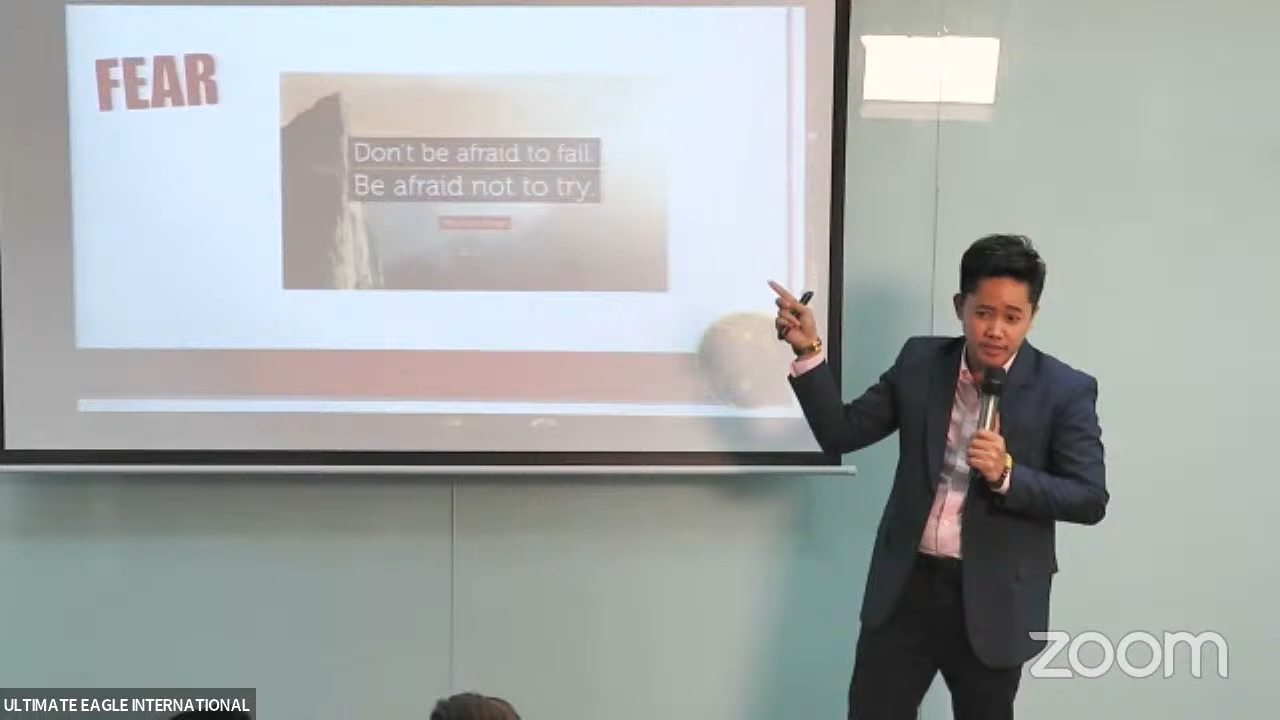 FEAR
Don't be afraid to fail.
Be afraid not to try.
zoom
ULTIMATE EAGLE INTERNATIONAL